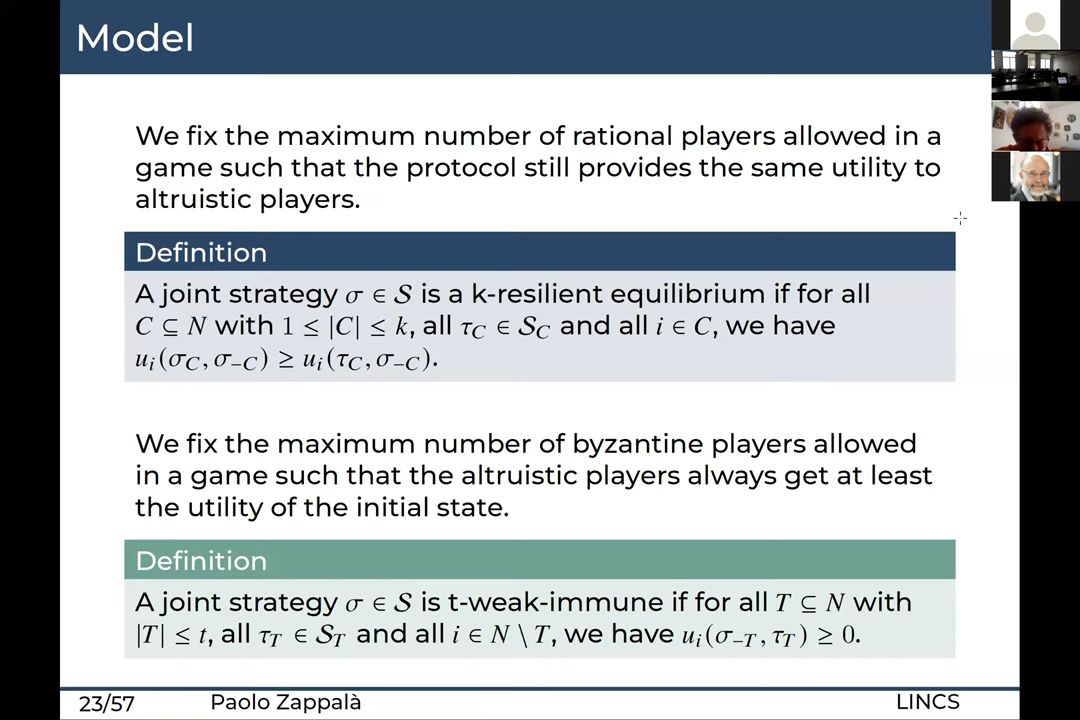 Model
We fix the maximum number of rational players allowed in a
game such that the protocol still provides the same utility to
altruistic players.
Definition
A joint strategy σ ∈ 𝒮 is a k-resilient equilibrium if for all
C ⊆ N with 1 ≤ |C| ≤ k, all τ_C ∈ 𝒮_C and all i ∈ C, we have
u_i(σ_C, σ_−C) ≥ u_i(τ_C, σ_−C).
We fix the maximum number of byzantine players allowed
in a game such that the altruistic players always get at least
the utility of the initial state.
Definition
A joint strategy σ ∈ 𝒮 is t-weak-immune if for all T ⊆ N with
|T| ≤ t, all τ_T ∈ 𝒮_T and all i ∈ N \ T, we have u_i(σ_−T, τ_T) ≥ 0.
23/57 Paolo Zappalà LINCS